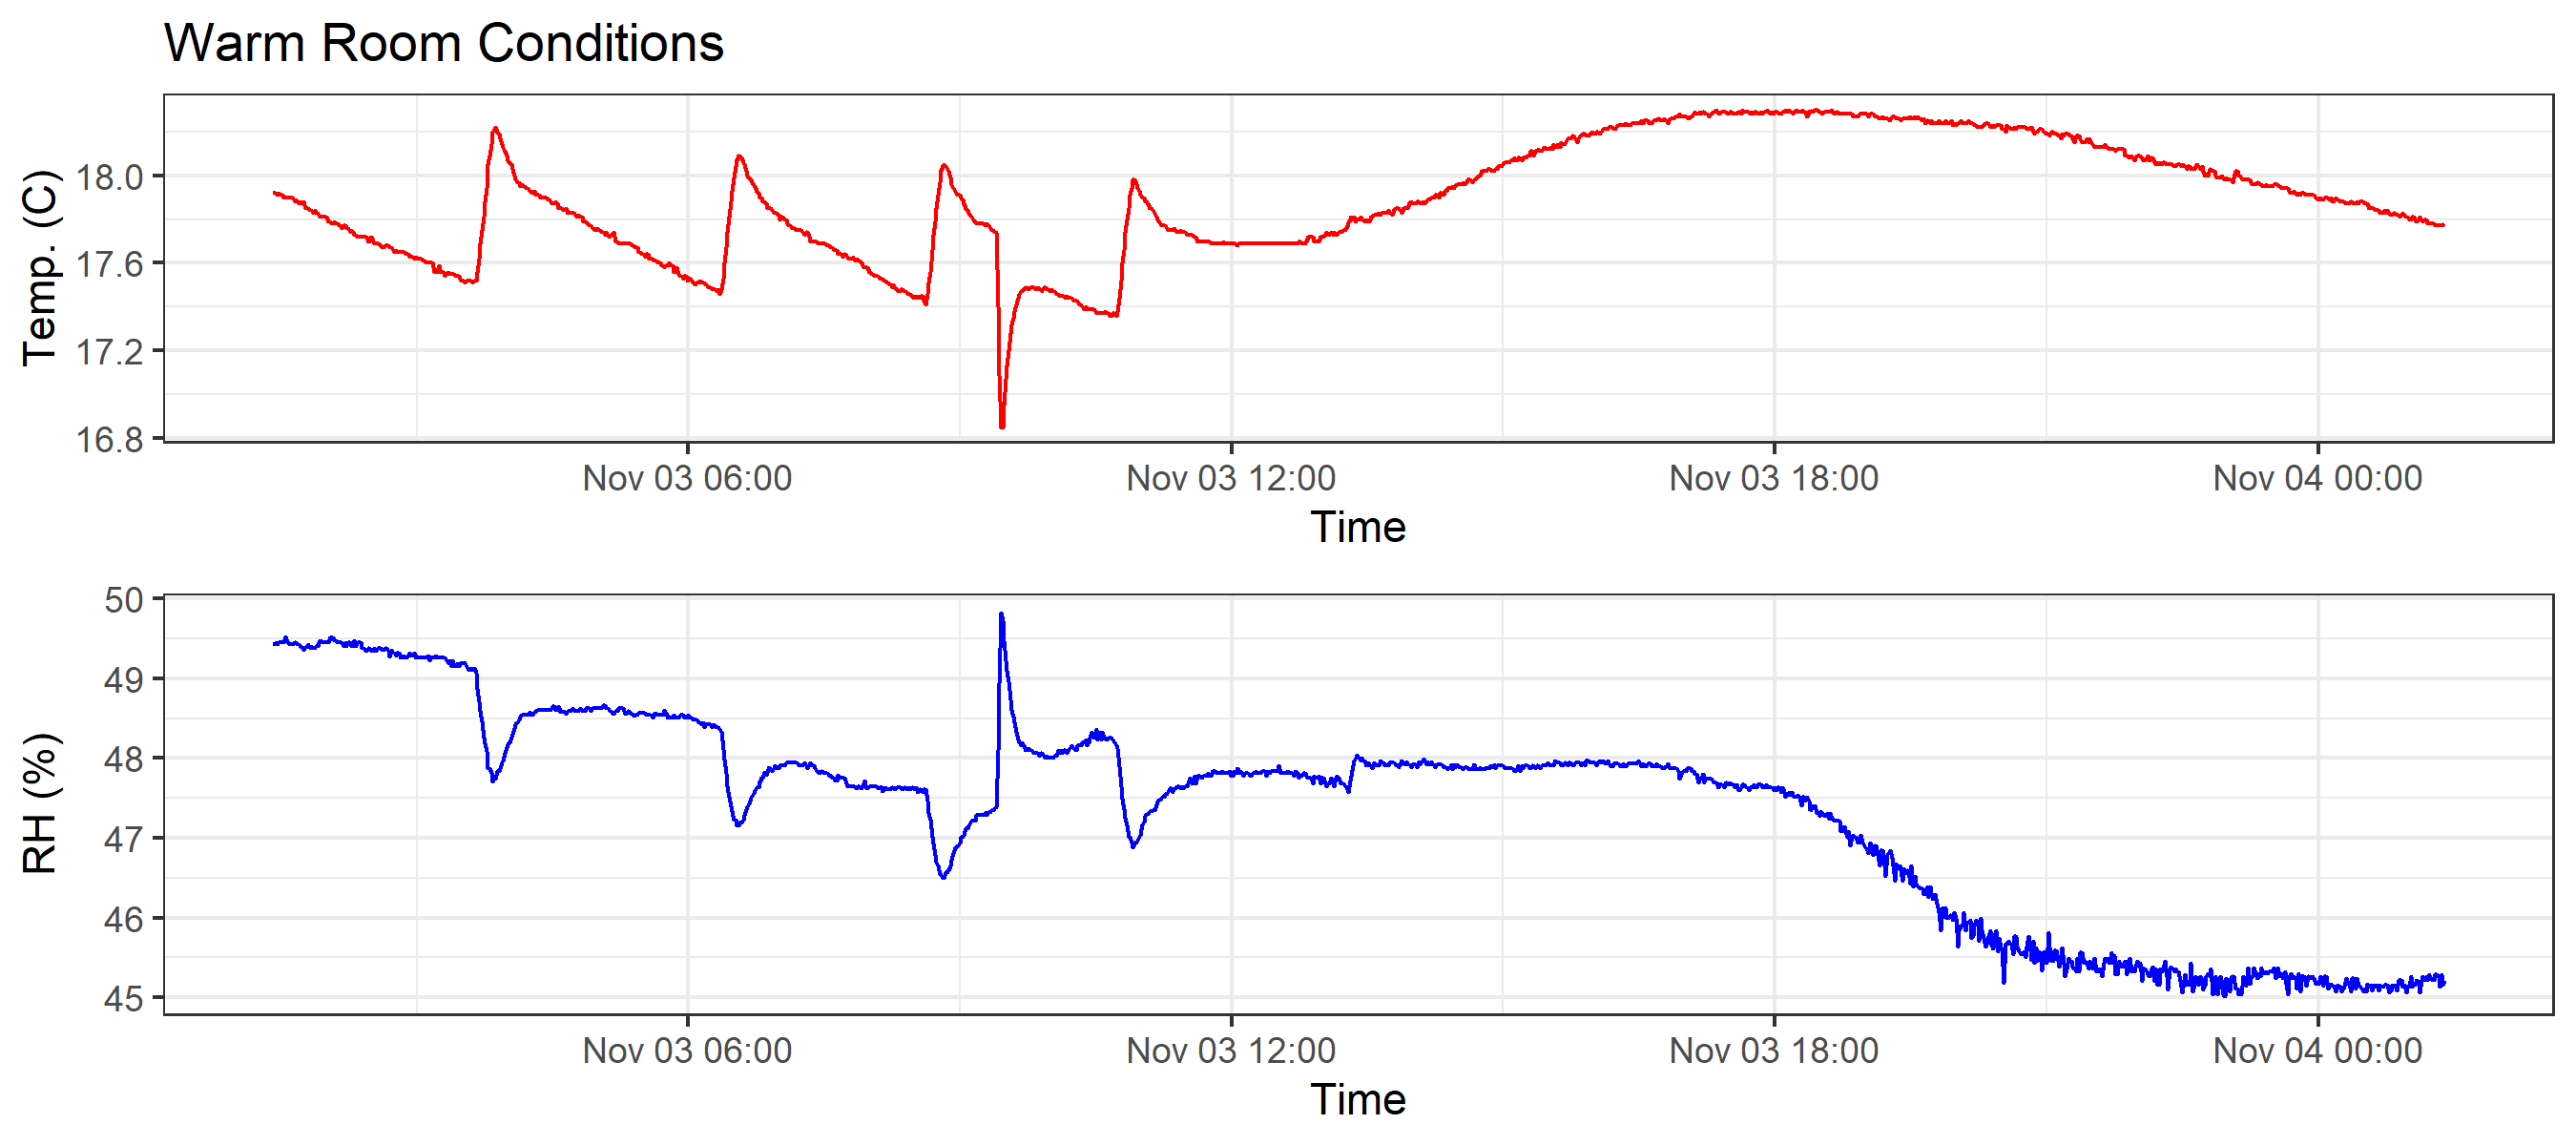 Warm Room Conditions
Temp. (C)
18.0
17.6
17.2
16.8
Nov 03 06:00 Nov 03 12:00 Nov 03 18:00 Nov 04 00:00
Time
RH (%)
50
49
48
47
46
45
Nov 03 06:00 Nov 03 12:00 Nov 03 18:00 Nov 04 00:00
Time